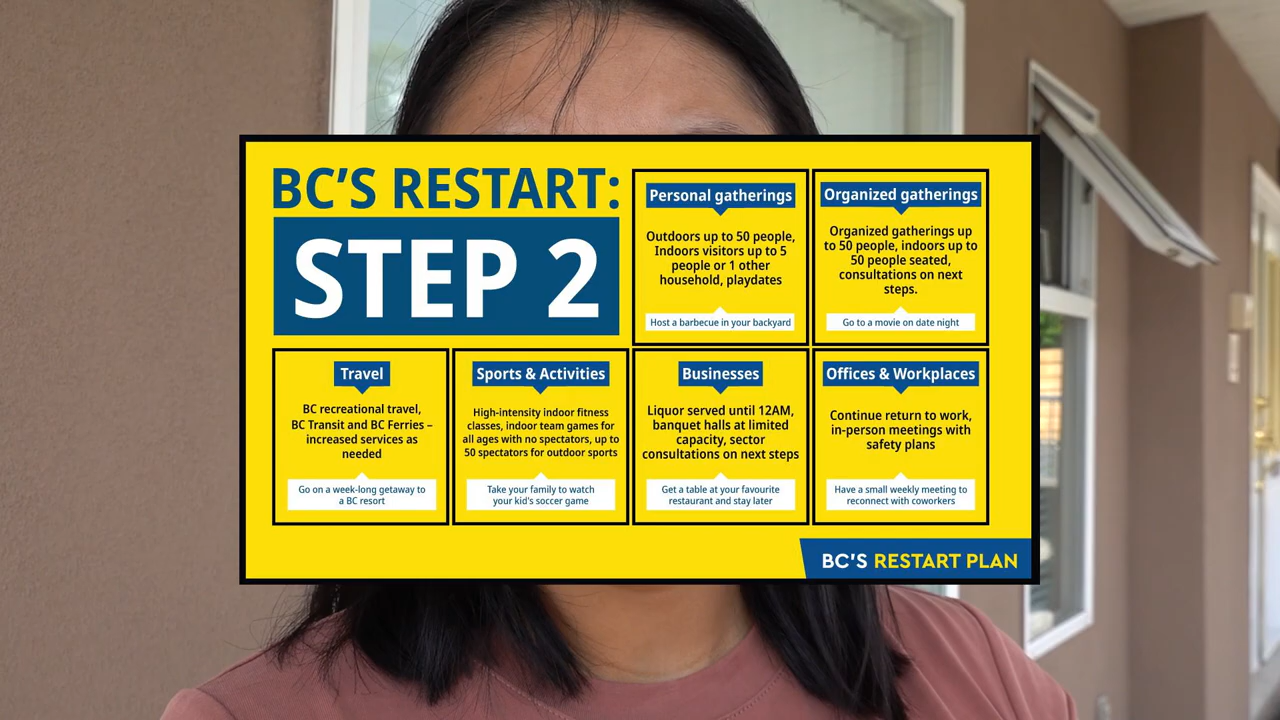 BC'S RESTART:
STEP 2
Personal gatherings
Outdoors up to 50 people,
Indoors visitors up to 5
people or 1 other
household, playdates
Host a barbecue in your backyard
Organized gatherings
Organized gatherings up
to 50 people, indoors up to
50 people seated,
consultations on next
steps.
Go to a movie on date night
Travel
BC recreational travel,
BC Transit and BC Ferries –
increased services as
needed
Go on a week-long getaway to
a BC resort
Sports & Activities
High-intensity indoor fitness
classes, indoor team games for
all ages with no spectators, up to
50 spectators for outdoor sports
Take your family to watch
your kid's soccer game
Businesses
Liquor served until 12AM,
banquet halls at limited
capacity, sector
consultations on next steps
Get a table at your favourite
restaurant and stay later
Offices & Workplaces
Continue return to work,
in-person meetings with
safety plans
Have a small weekly meeting to
reconnect with coworkers
BC'S RESTART PLAN